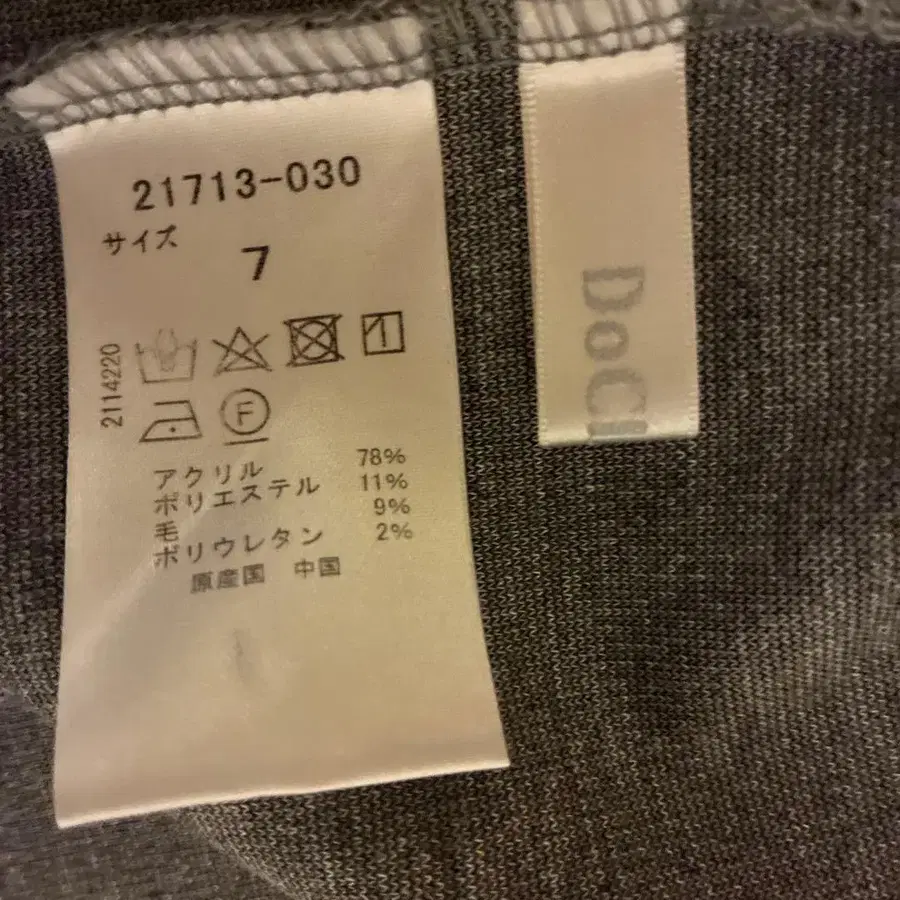 21713-030
サイズ
7
2114220
F
アクリル 78%
ポリエステル 11%
毛 9%
ポリウレタン 2%
原産国 中国
DoCl